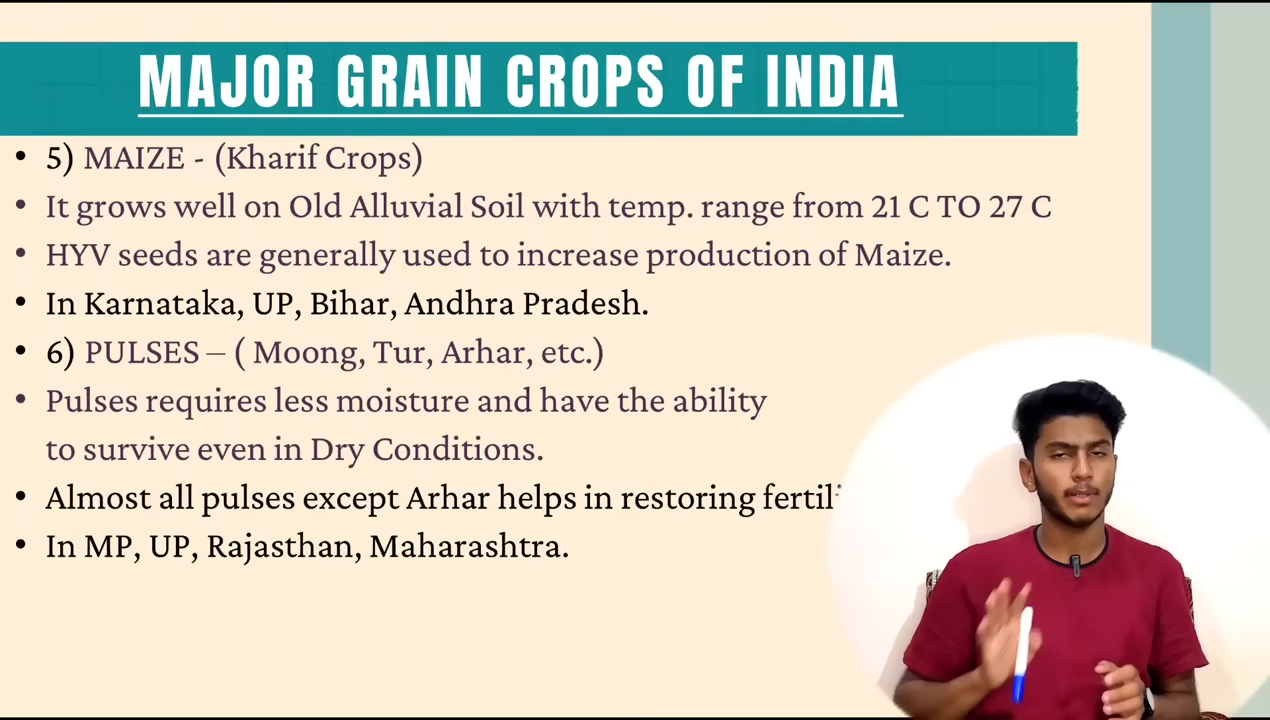 MAJOR GRAIN CROPS OF INDIA
• 5) MAIZE - (Kharif Crops)
• It grows well on Old Alluvial Soil with temp. range from 21 C TO 27 C
• HYV seeds are generally used to increase production of Maize.
• In Karnataka, UP, Bihar, Andhra Pradesh.
• 6) PULSES – ( Moong, Tur, Arhar, etc.)
• Pulses requires less moisture and have the ability
to survive even in Dry Conditions.
• Almost all pulses except Arhar helps in restoring
• In MP, UP, Rajasthan, Maharashtra.